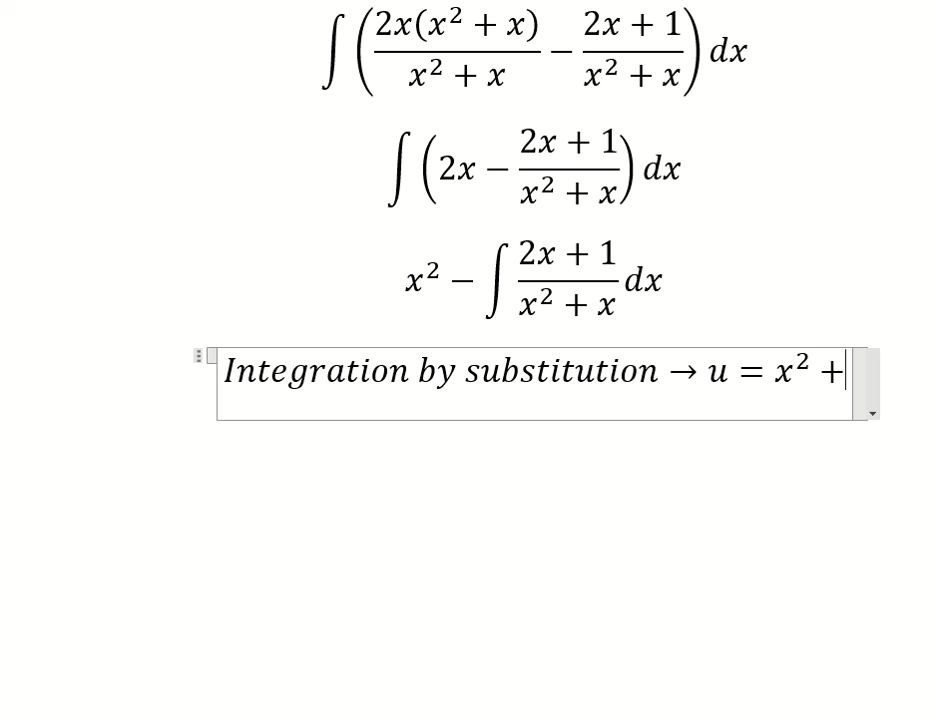 ∫ ( 2x(x² + x) / x² + x − 2x + 1 / x² + x ) dx
∫ ( 2x − 2x + 1 / x² + x ) dx
x² − ∫ 2x + 1 / x² + x dx
Integration by substitution → u = x² +